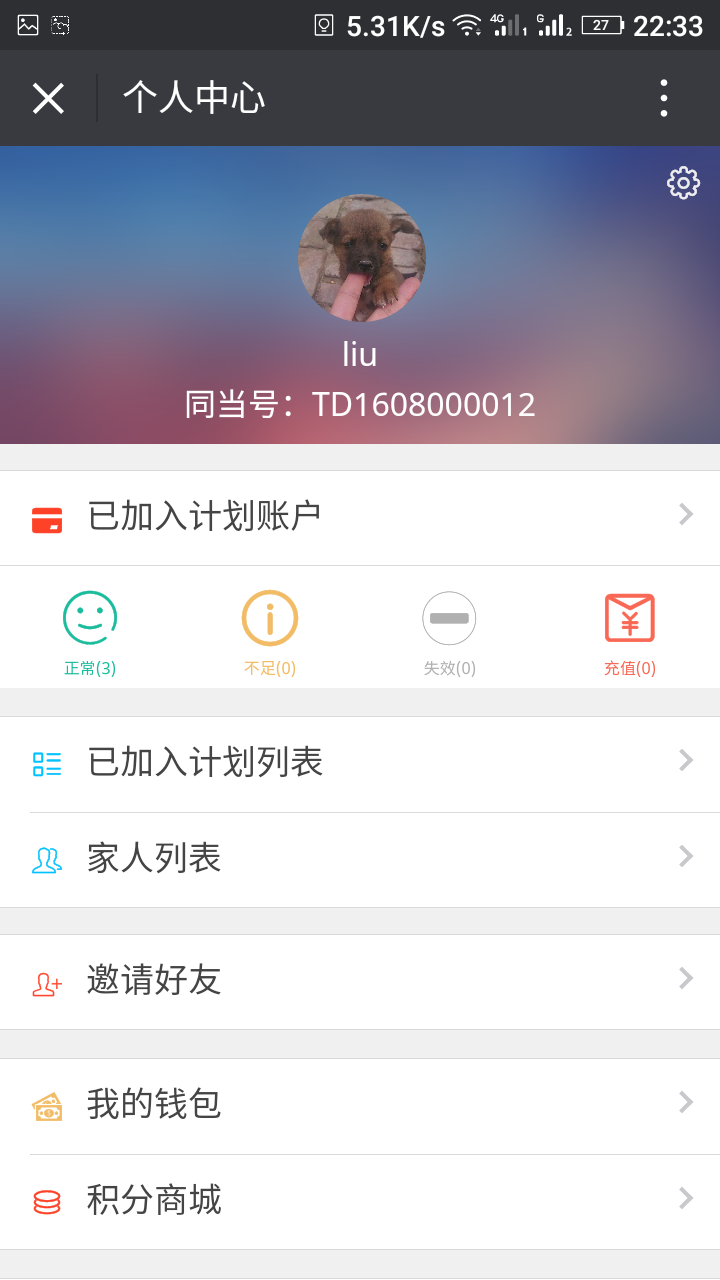 5.31K/s 4G 1 G 2 27 22:33
个人中心
liu
同当号：TD1608000012
已加入计划账户
正常(3) 不足(0) 失效(0) 充值(0)
已加入计划列表
家人列表
邀请好友
我的钱包
积分商城